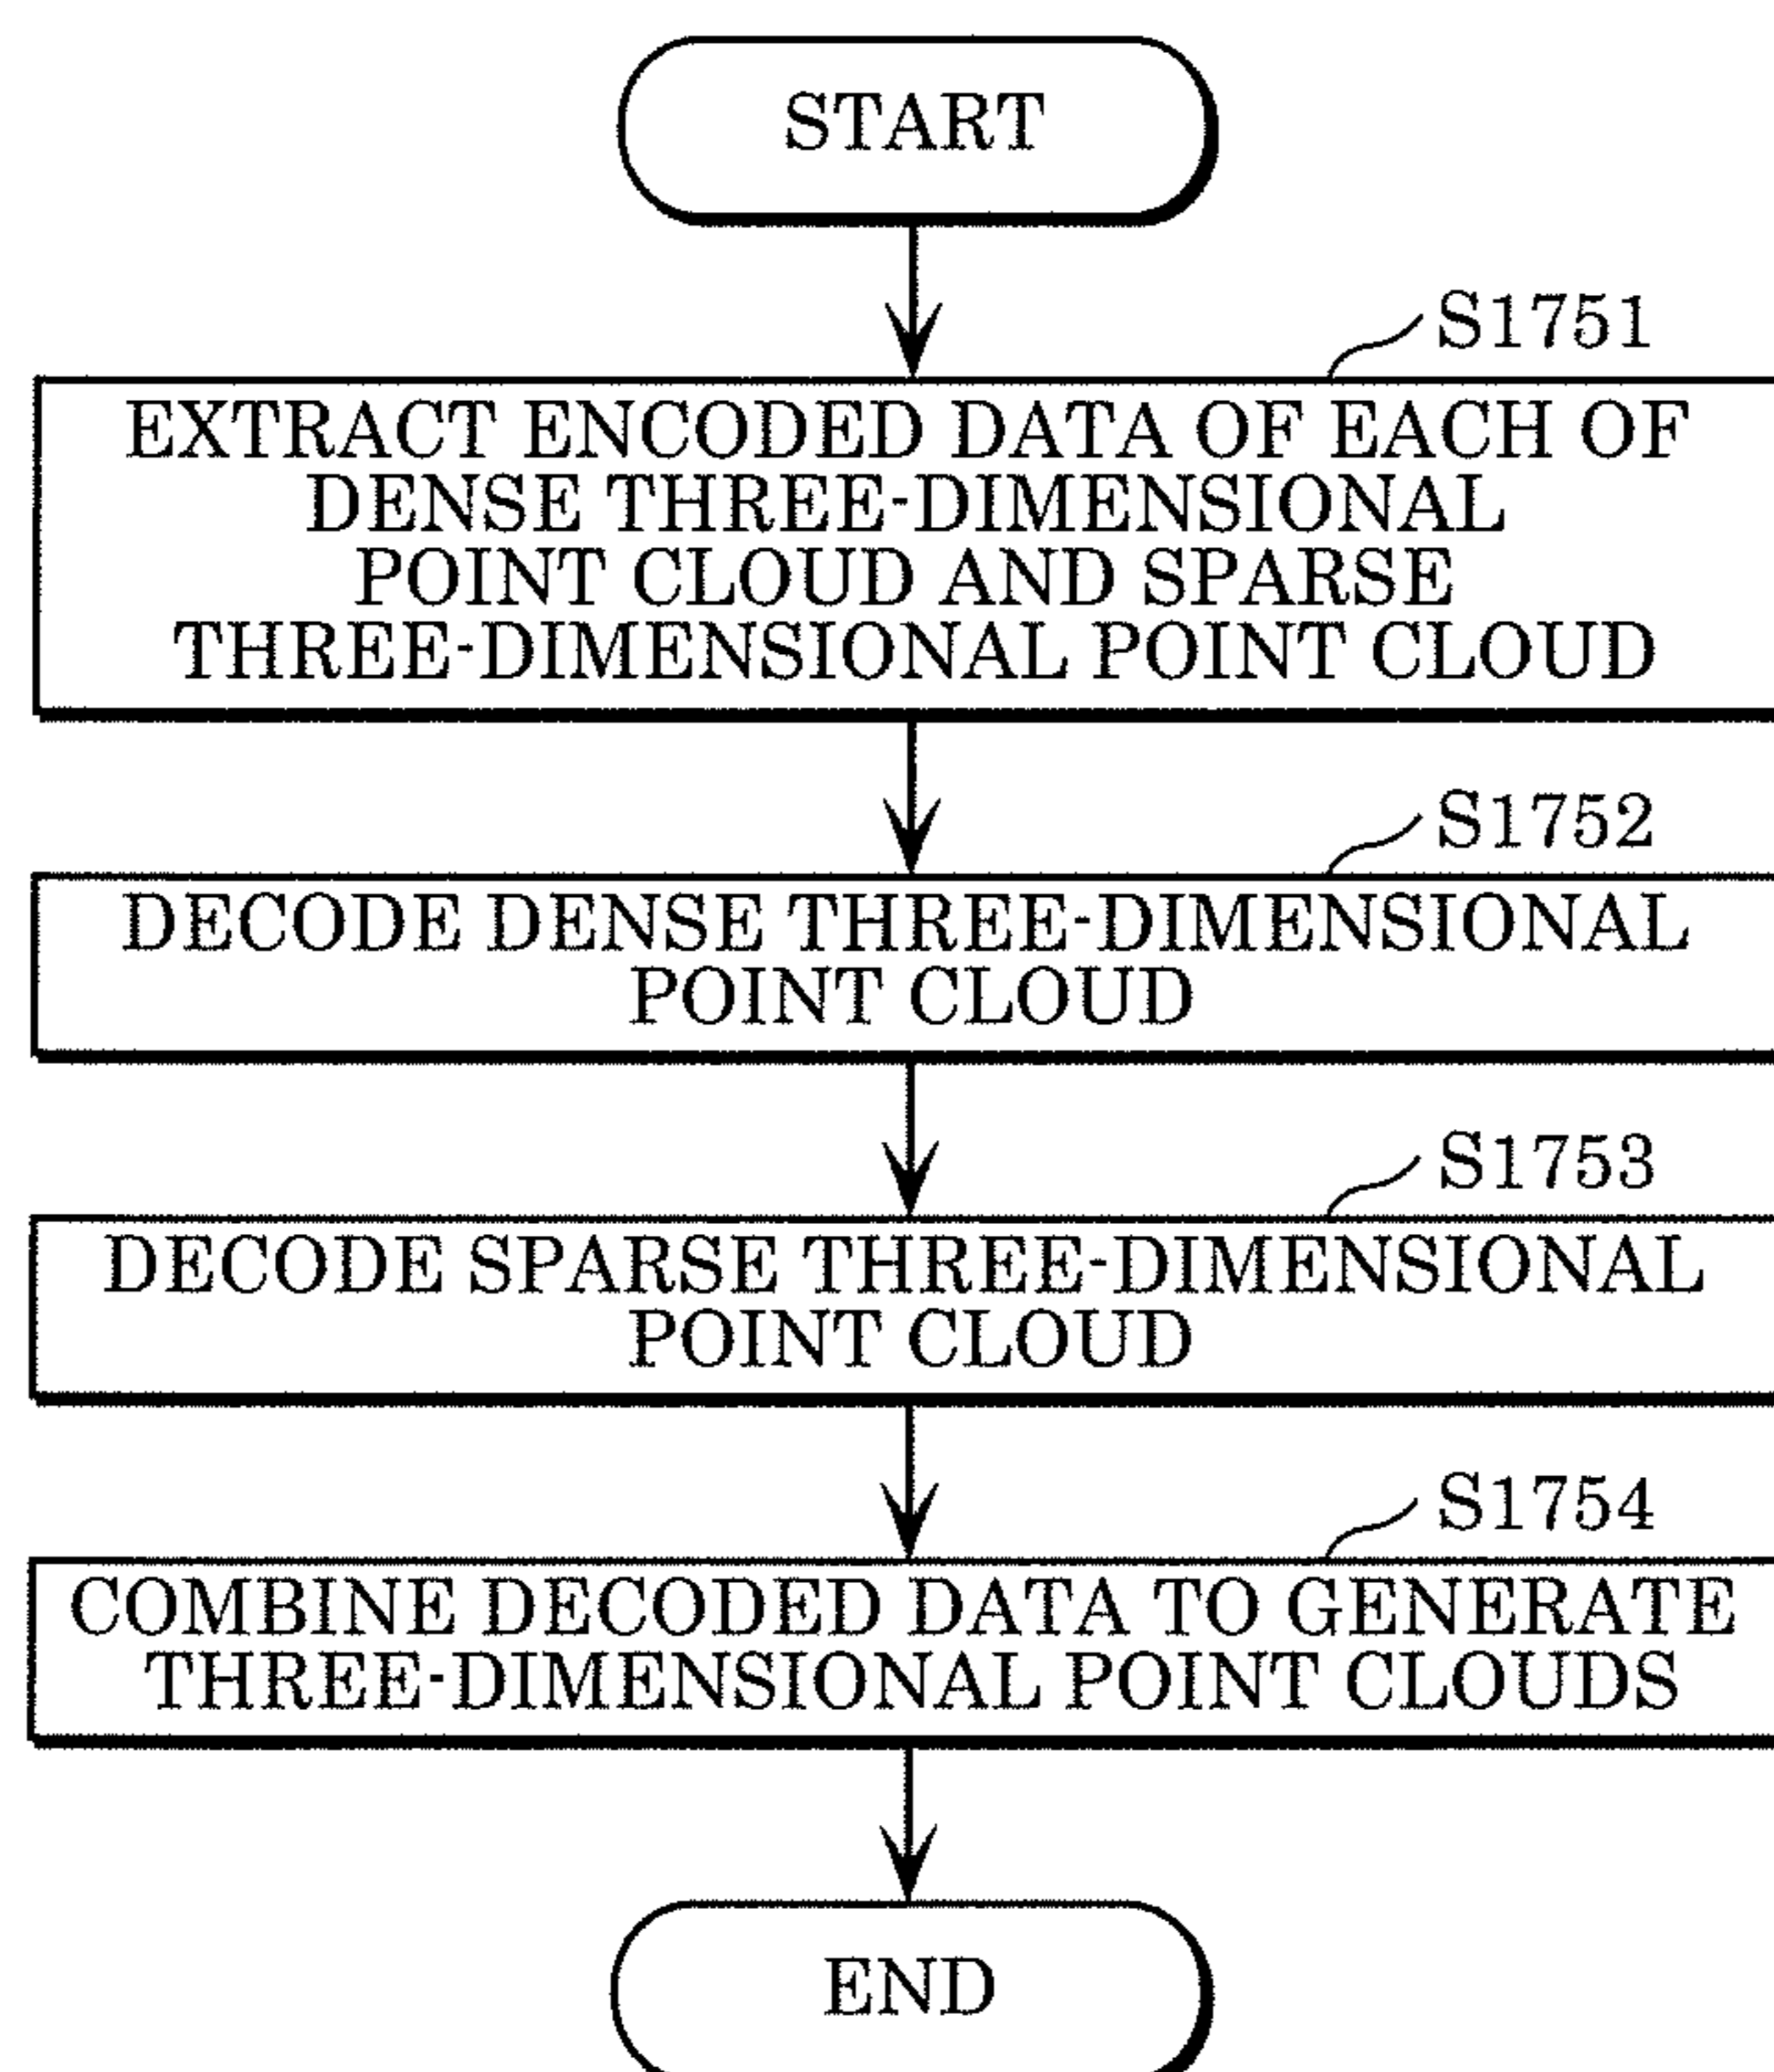 START
S1751
EXTRACT ENCODED DATA OF EACH OF
DENSE THREE-DIMENSIONAL
POINT CLOUD AND SPARSE
THREE-DIMENSIONAL POINT CLOUD
S1752
DECODE DENSE THREE-DIMENSIONAL
POINT CLOUD
S1753
DECODE SPARSE THREE-DIMENSIONAL
POINT CLOUD
S1754
COMBINE DECODED DATA TO GENERATE
THREE-DIMENSIONAL POINT CLOUDS
END